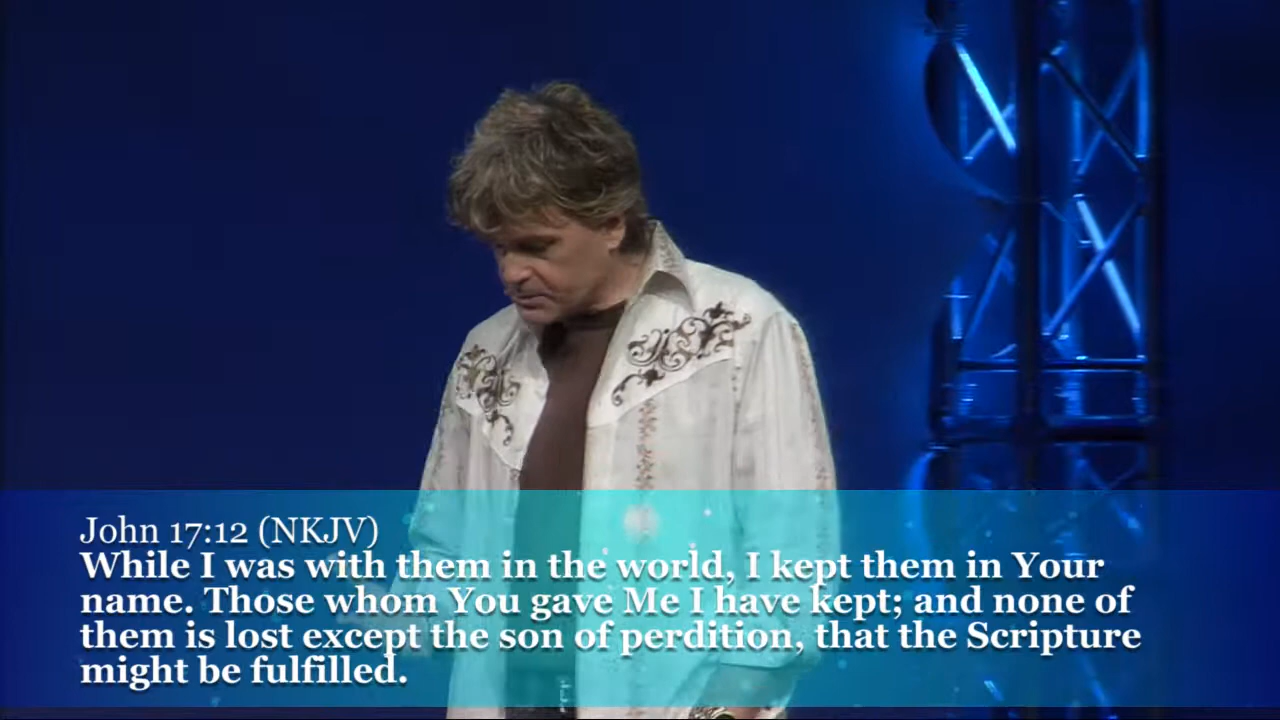 John 17:12 (NKJV)
While I was with them in the world, I kept them in Your
name. Those whom You gave Me I have kept; and none of
them is lost except the son of perdition, that the Scripture
might be fulfilled.